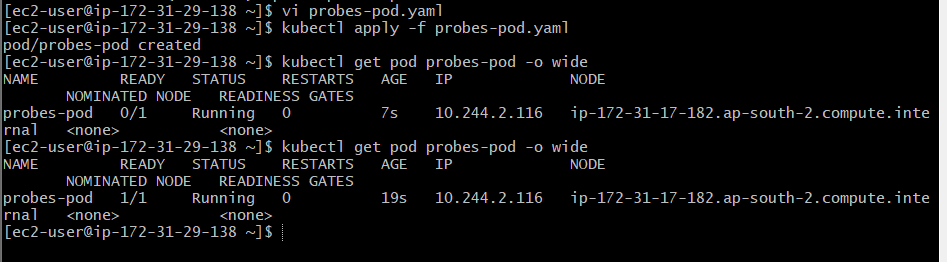 [ec2-user@ip-172-31-29-138 ~]$ vi probes-pod.yaml
[ec2-user@ip-172-31-29-138 ~]$ kubectl apply -f probes-pod.yaml
pod/probes-pod created
[ec2-user@ip-172-31-29-138 ~]$ kubectl get pod probes-pod -o wide
NAME         READY   STATUS    RESTARTS   AGE   IP             NODE
       NOMINATED NODE   READINESS GATES
probes-pod   0/1     Running   0          7s    10.244.2.116   ip-172-31-17-182.ap-south-2.compute.inte
rnal   <none>           <none>
[ec2-user@ip-172-31-29-138 ~]$ kubectl get pod probes-pod -o wide
NAME         READY   STATUS    RESTARTS   AGE   IP             NODE
       NOMINATED NODE   READINESS GATES
probes-pod   1/1     Running   0          19s   10.244.2.116   ip-172-31-17-182.ap-south-2.compute.inte
rnal   <none>           <none>
[ec2-user@ip-172-31-29-138 ~]$